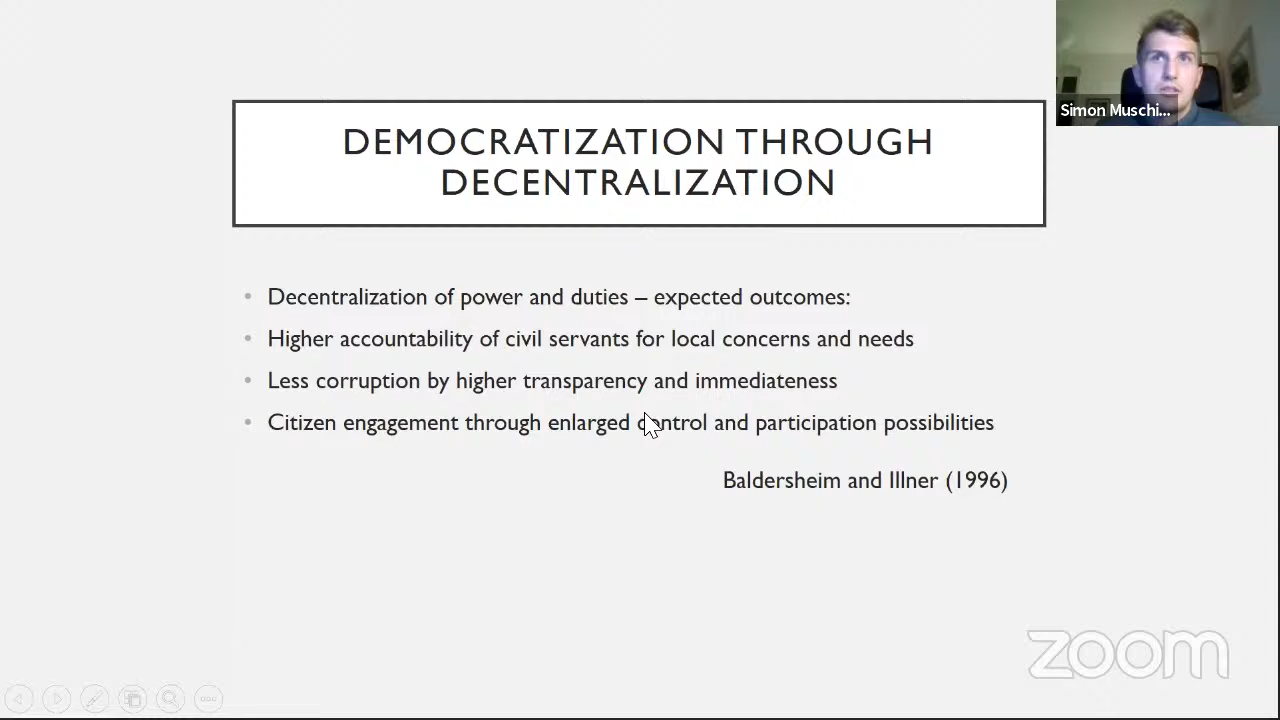 Simon Muschi...
DEMOCRATIZATION THROUGH
DECENTRALIZATION
• Decentralization of power and duties – expected outcomes:
• Higher accountability of civil servants for local concerns and needs
• Less corruption by higher transparency and immediateness
• Citizen engagement through enlarged control and participation possibilities
Baldersheim and Illner (1996)
zoom